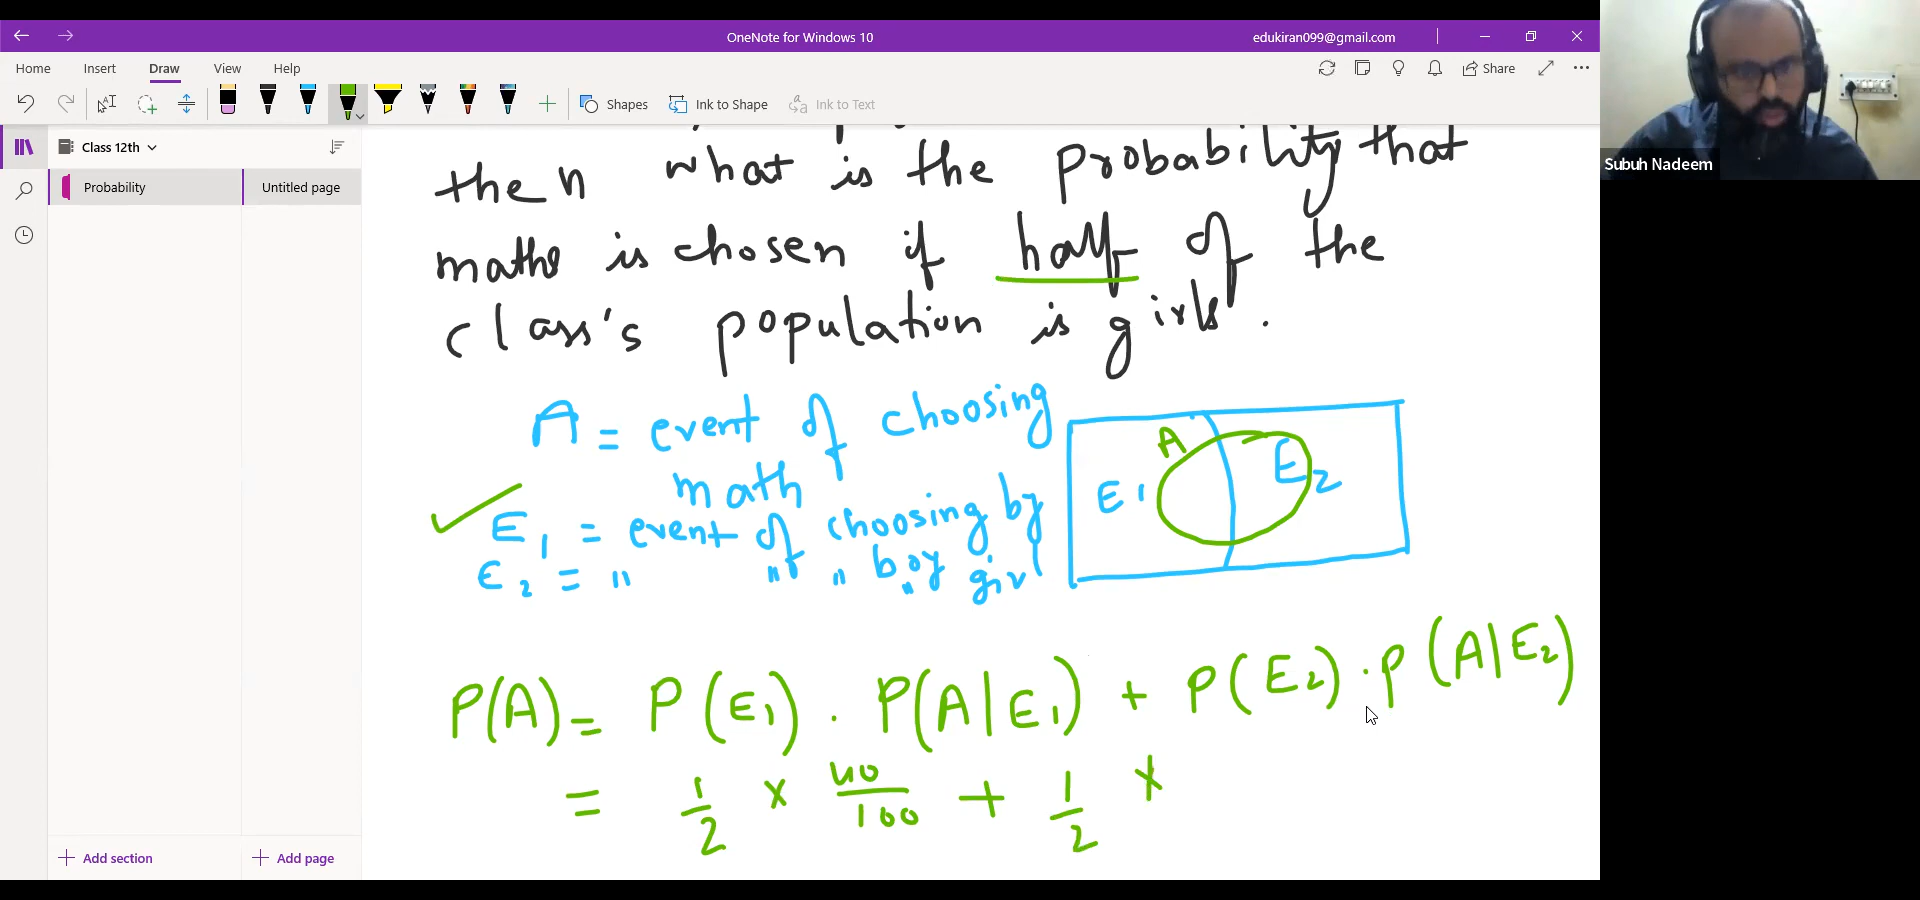 OneNote for Windows 10
edukiran099@gmail.com
Home Insert Draw View Help
Share
Shapes Ink to Shape Ink to Text
Class 12th
Probability
Untitled page
Subuh Nadeem
then what is the probability that
maths is chosen if half of the
class's population is girls.
A = event of choosing
math
E1 = event of choosing by
boy
E2 = " " " " girl
A
E1
E2
P(A) = P(E1) . P(A|E1) + P(E2) . P(A|E2)
= 1/2 x 40/100 + 1/2 x
Add section
Add page